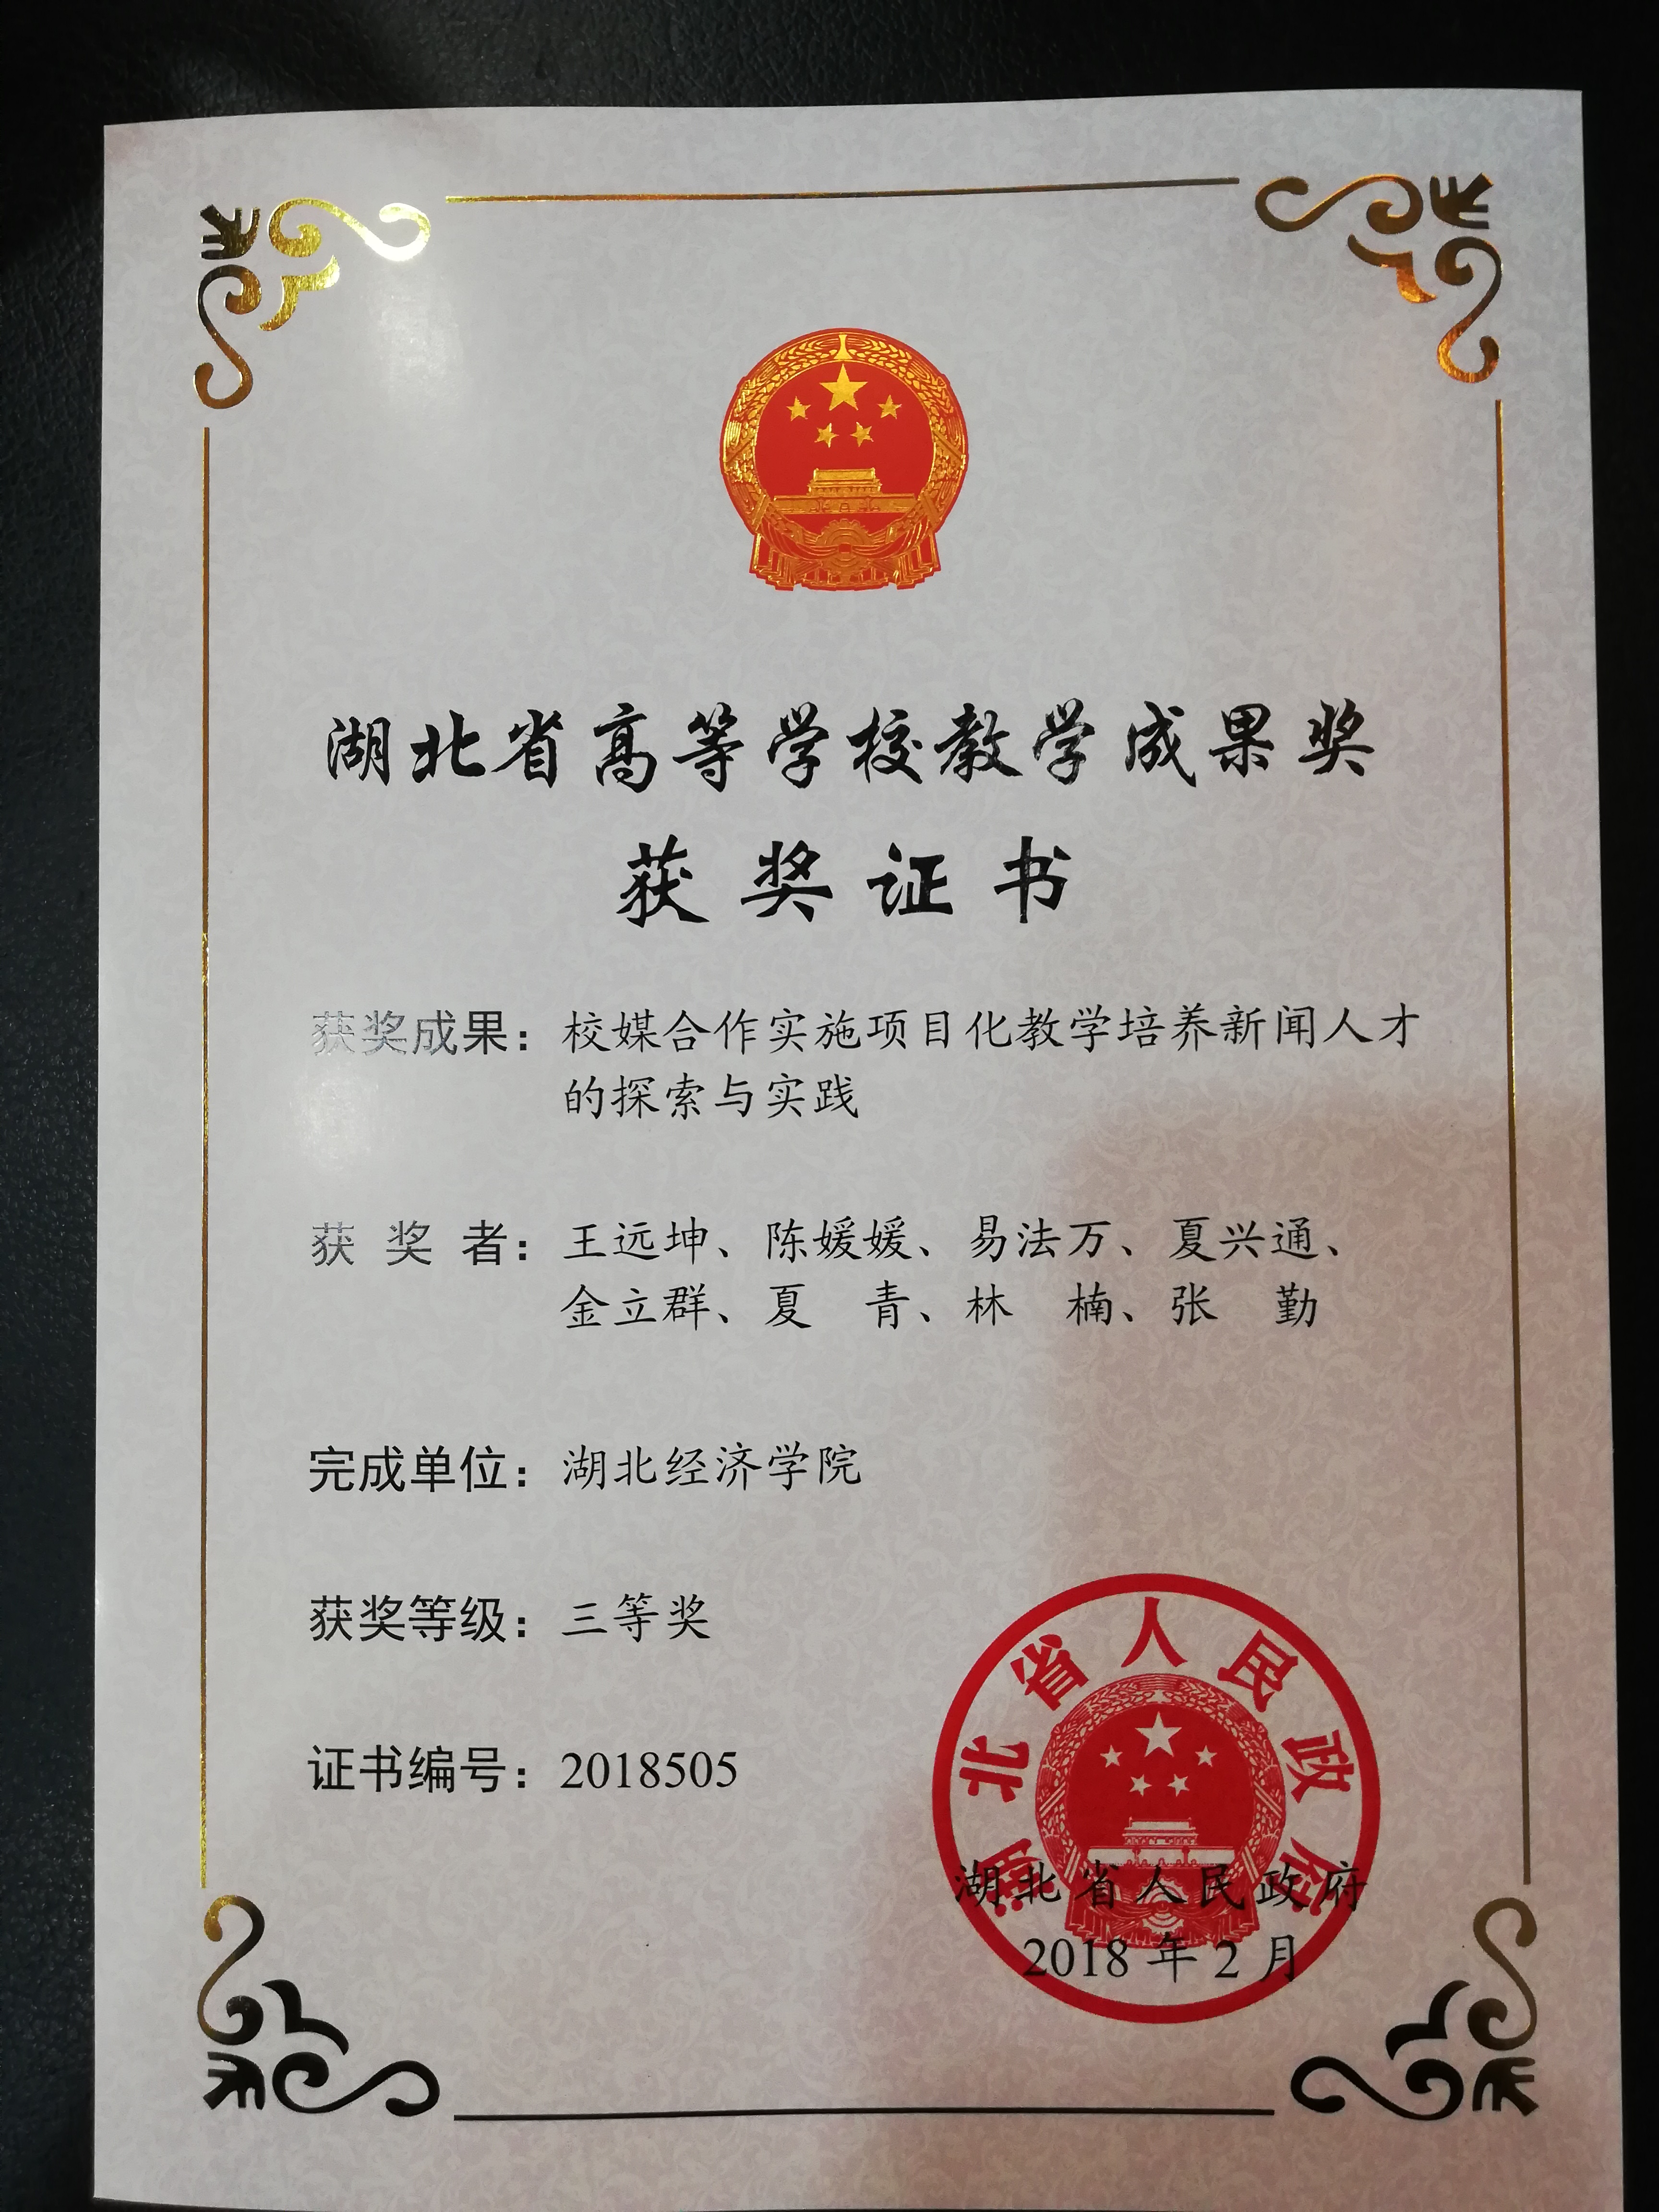 湖北省高等学校教学成果奖
获奖证书
获奖成果：校媒合作实施项目化教学培养新闻人才
的探索与实践
获奖者：王远坤、陈媛媛、易法万、夏兴通、
金立群、夏　青、林　楠、张　勤
完成单位：湖北经济学院
获奖等级：三等奖
证书编号：2018505
湖北省人民政府
湖北省人民政府
2018年2月